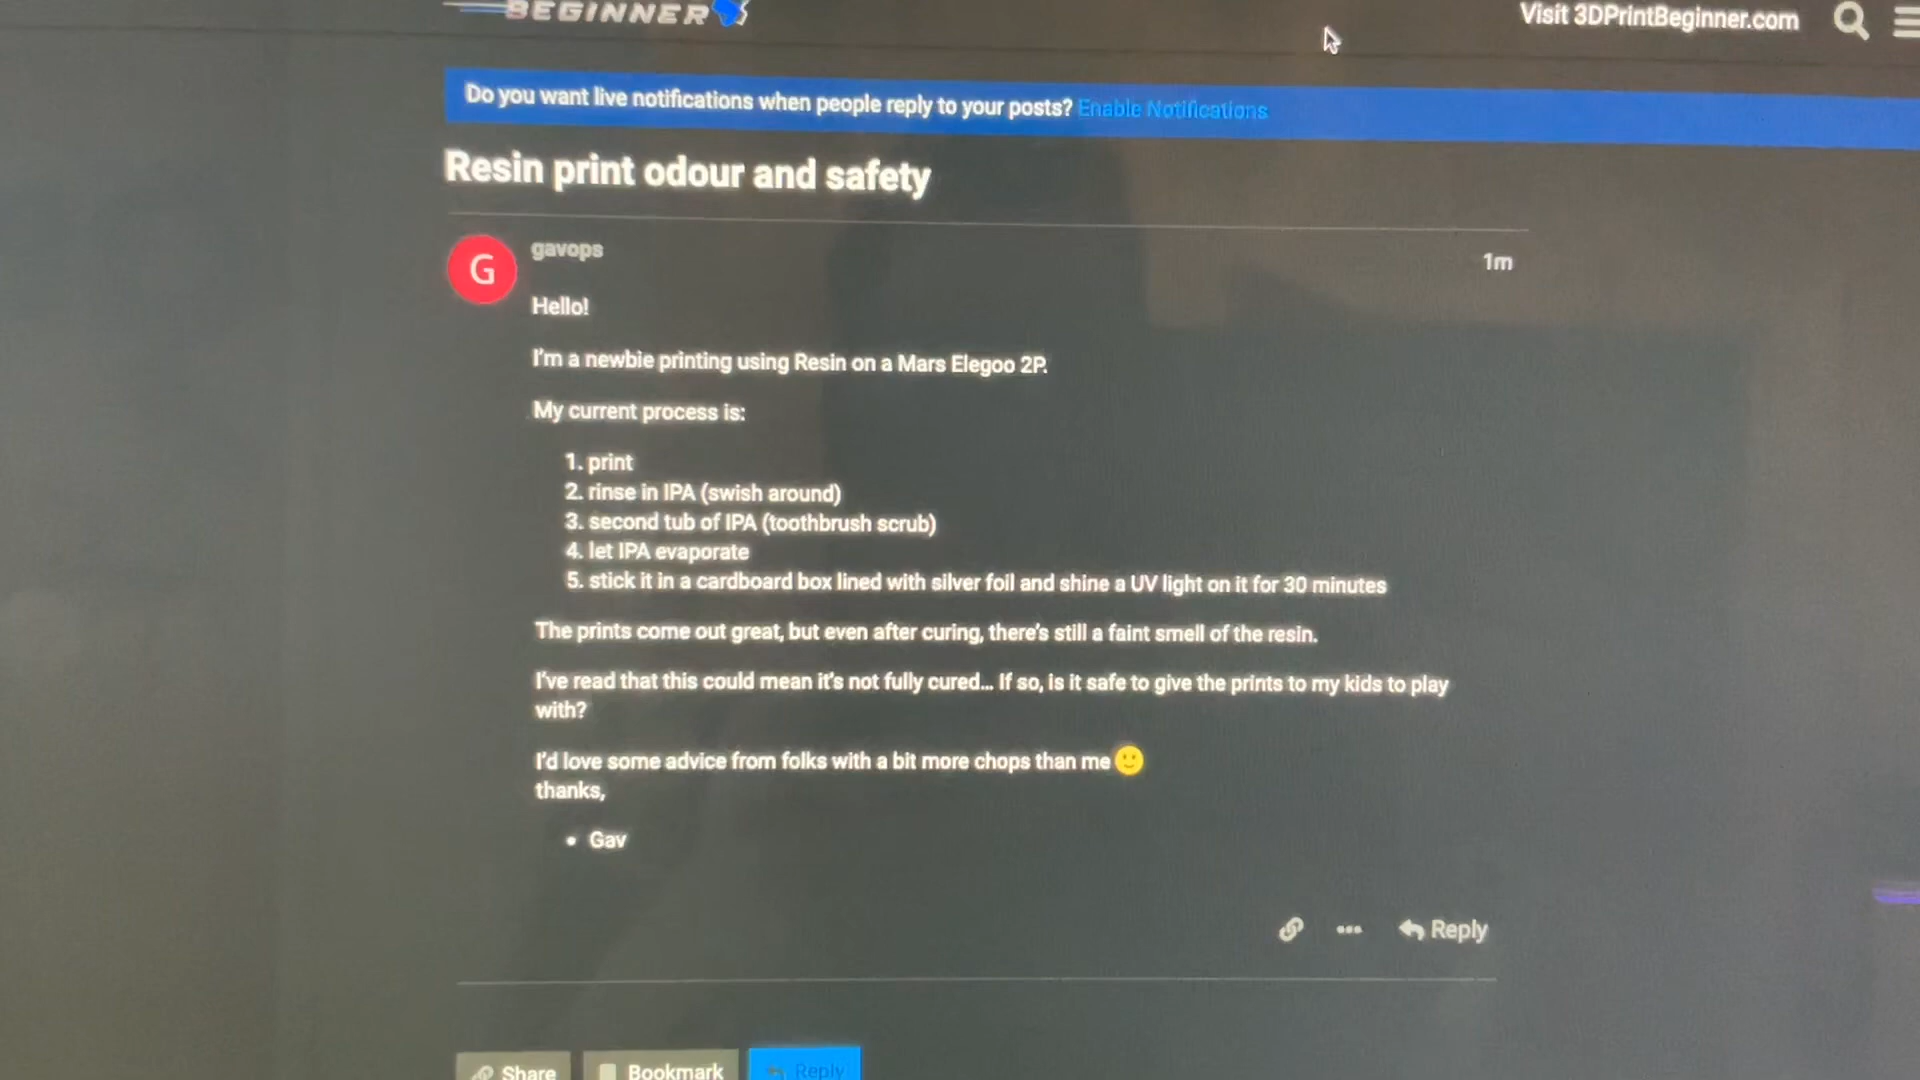 BEGINNER
Visit 3DPrintBeginner.com
Do you want live notifications when people reply to your posts? Enable Notifications
Resin print odour and safety
G
gavops
1m
Hello!
I'm a newbie printing using Resin on a Mars Elegoo 2P.
My current process is:
1. print
2. rinse in IPA (swish around)
3. second tub of IPA (toothbrush scrub)
4. let IPA evaporate
5. stick it in a cardboard box lined with silver foil and shine a UV light on it for 30 minutes
The prints come out great, but even after curing, there's still a faint smell of the resin.
I've read that this could mean it's not fully cured... If so, is it safe to give the prints to my kids to play
with?
I'd love some advice from folks with a bit more chops than me
thanks,
• Gav
Reply
Share
Bookmark
Reply